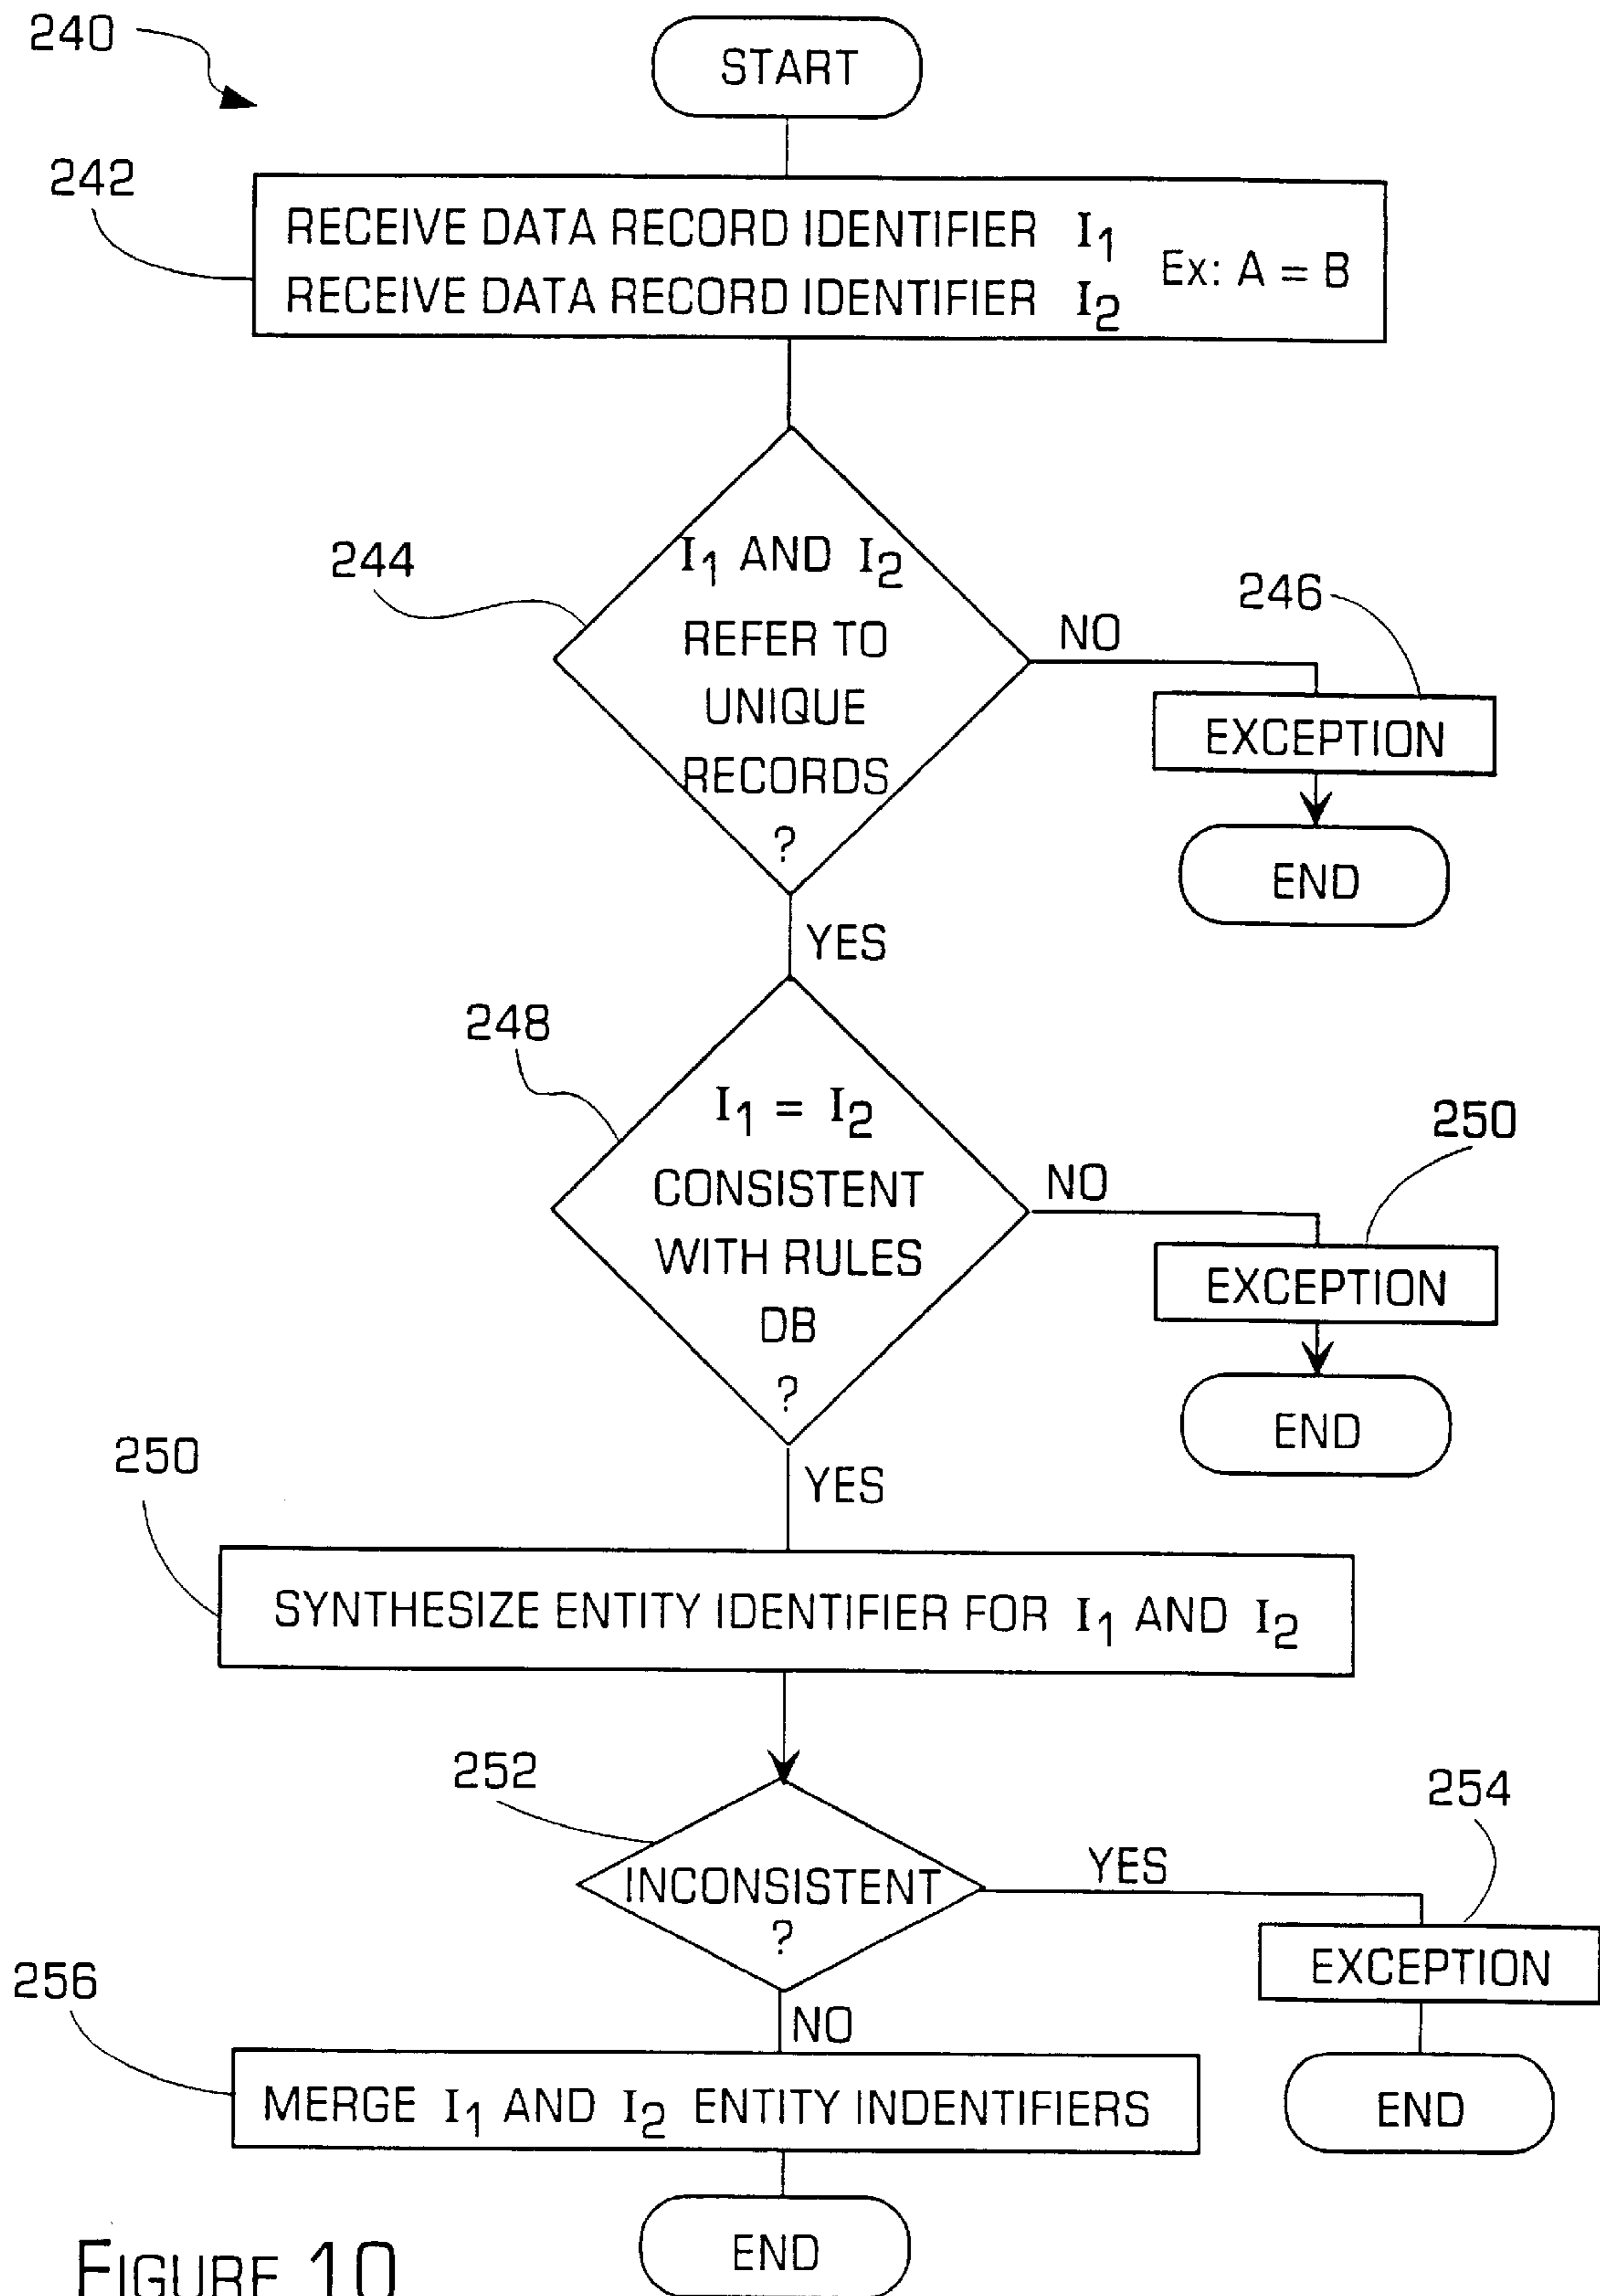 240
START
242
RECEIVE DATA RECORD IDENTIFIER I1
RECEIVE DATA RECORD IDENTIFIER I2
Ex: A = B
244
I1 AND I2
REFER TO
UNIQUE
RECORDS
?
NO
246
EXCEPTION
END
YES
248
I1 = I2
CONSISTENT
WITH RULES
DB
?
NO
250
EXCEPTION
END
YES
250
SYNTHESIZE ENTITY IDENTIFIER FOR I1 AND I2
252
INCONSISTENT
?
YES
254
EXCEPTION
END
NO
256
MERGE I1 AND I2 ENTITY INDENTIFIERS
END
FIGURE 10